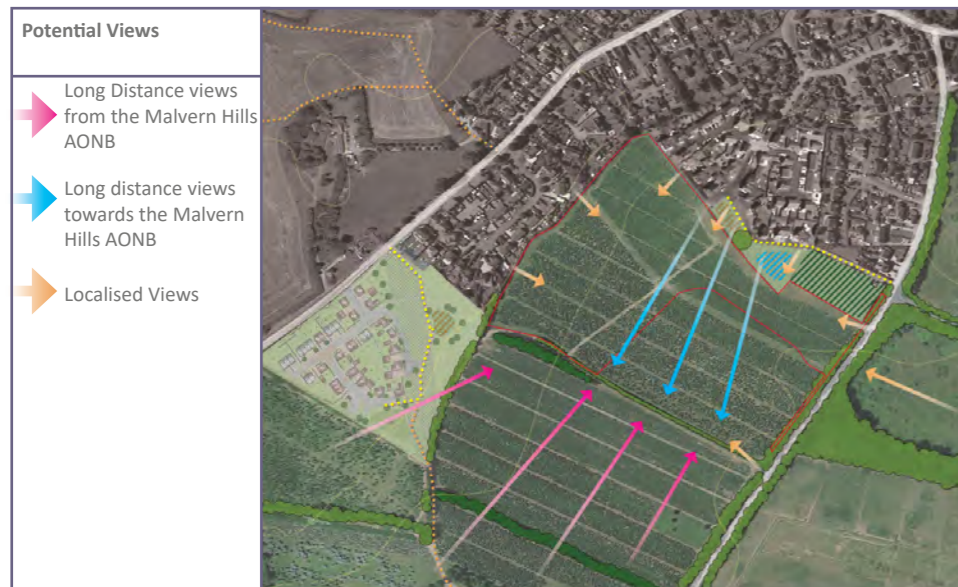 Potential Views
Long Distance views
from the Malvern Hills
AONB
Long distance views
towards the Malvern
Hills AONB
Localised Views